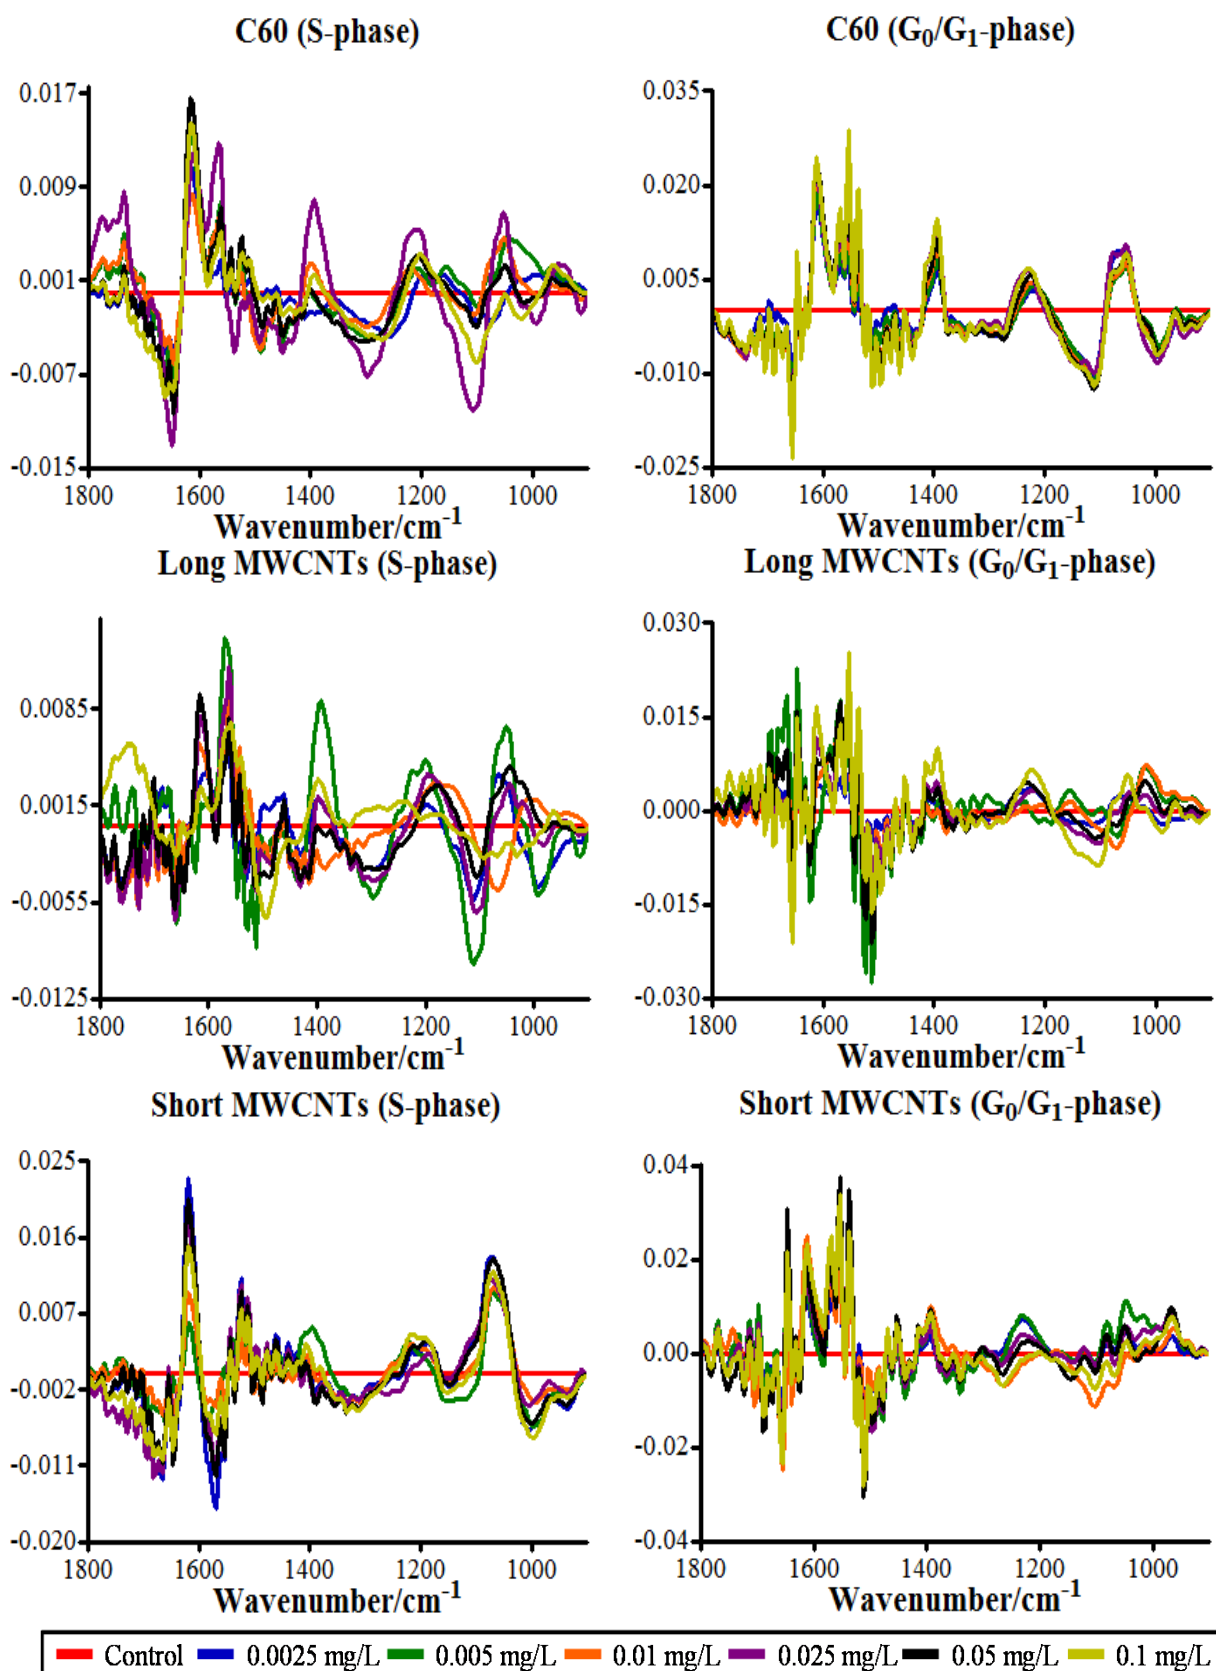 C60 (S-phase)
0.017
0.009
0.001
-0.007
-0.015
1800 1600 1400 1200 1000
Wavenumber/cm-1
C60 (G0/G1-phase)
0.035
0.020
0.005
-0.010
-0.025
1800 1600 1400 1200 1000
Wavenumber/cm-1
Long MWCNTs (S-phase)
0.0085
0.0015
-0.0055
-0.0125
1800 1600 1400 1200 1000
Wavenumber/cm-1
Long MWCNTs (G0/G1-phase)
0.030
0.015
0.000
-0.015
-0.030
1800 1600 1400 1200 1000
Wavenumber/cm-1
Short MWCNTs (S-phase)
0.025
0.016
0.007
-0.002
-0.011
-0.020
1800 1600 1400 1200 1000
Wavenumber/cm-1
Short MWCNTs (G0/G1-phase)
0.04
0.02
0.00
-0.02
-0.04
1800 1600 1400 1200 1000
Wavenumber/cm-1
Control 0.0025 mg/L 0.005 mg/L 0.01 mg/L 0.025 mg/L 0.05 mg/L 0.1 mg/L